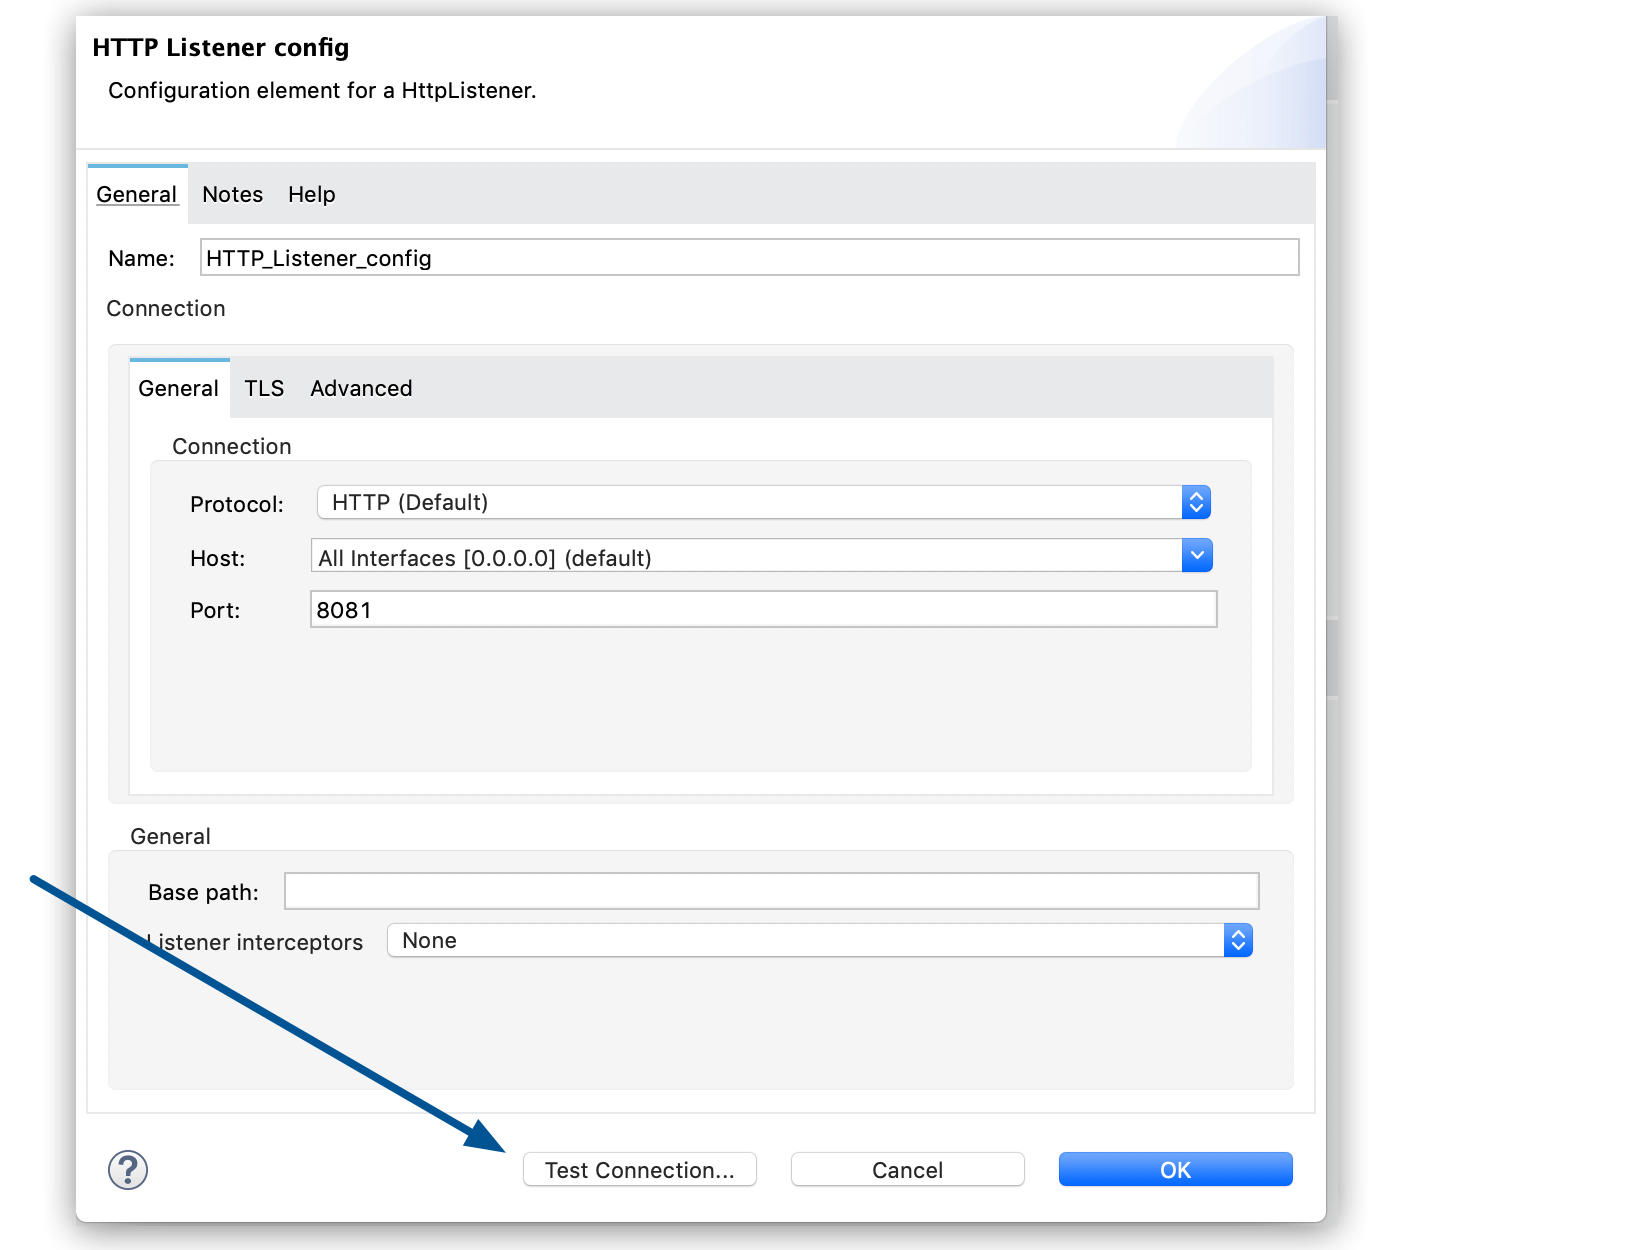 HTTP Listener config
Configuration element for a HttpListener.
General Notes Help
Name: HTTP_Listener_config
Connection
General TLS Advanced
Connection
Protocol: HTTP (Default)
Host: All Interfaces [0.0.0.0] (default)
Port: 8081
General
Base path:
Listener interceptors None
? Test Connection... Cancel OK